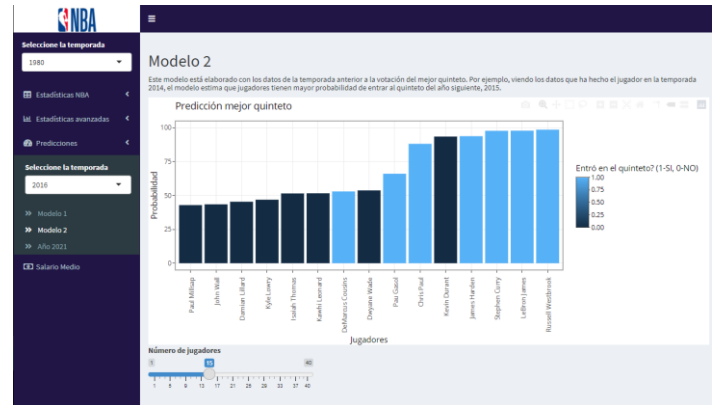 NBA
Seleccione la temporada
1980
Estadísticas NBA
Estadísticas avanzadas
Predicciones
Seleccione la temporada
2016
Modelo 1
Modelo 2
Año 2021
Salario Medio
Modelo 2
Este modelo está elaborado con los datos de la temporada anterior a la votación del mejor quinteto. Por ejemplo, viendo los datos que ha hecho el jugador en la temporada
2014, el modelo estima que jugadores tienen mayor probabilidad de entrar al quinteto del año siguiente, 2015.
Predicción mejor quinteto
Probabilidad
100
75
50
25
0
Paul Millsap
John Wall
Damian Lillard
Kyle Lowry
Isaiah Thomas
Kawhi Leonard
DeMarcus Cousins
Dwyane Wade
Pau Gasol
Chris Paul
Kevin Durant
James Harden
Stephen Curry
LeBron James
Russell Westbrook
Jugadores
Entró en el quinteto? (1-SI, 0-NO)
1.00
0.75
0.50
0.25
0.00
Número de jugadores
1 15 40
1 5 9 13 17 21 25 29 33 37 40